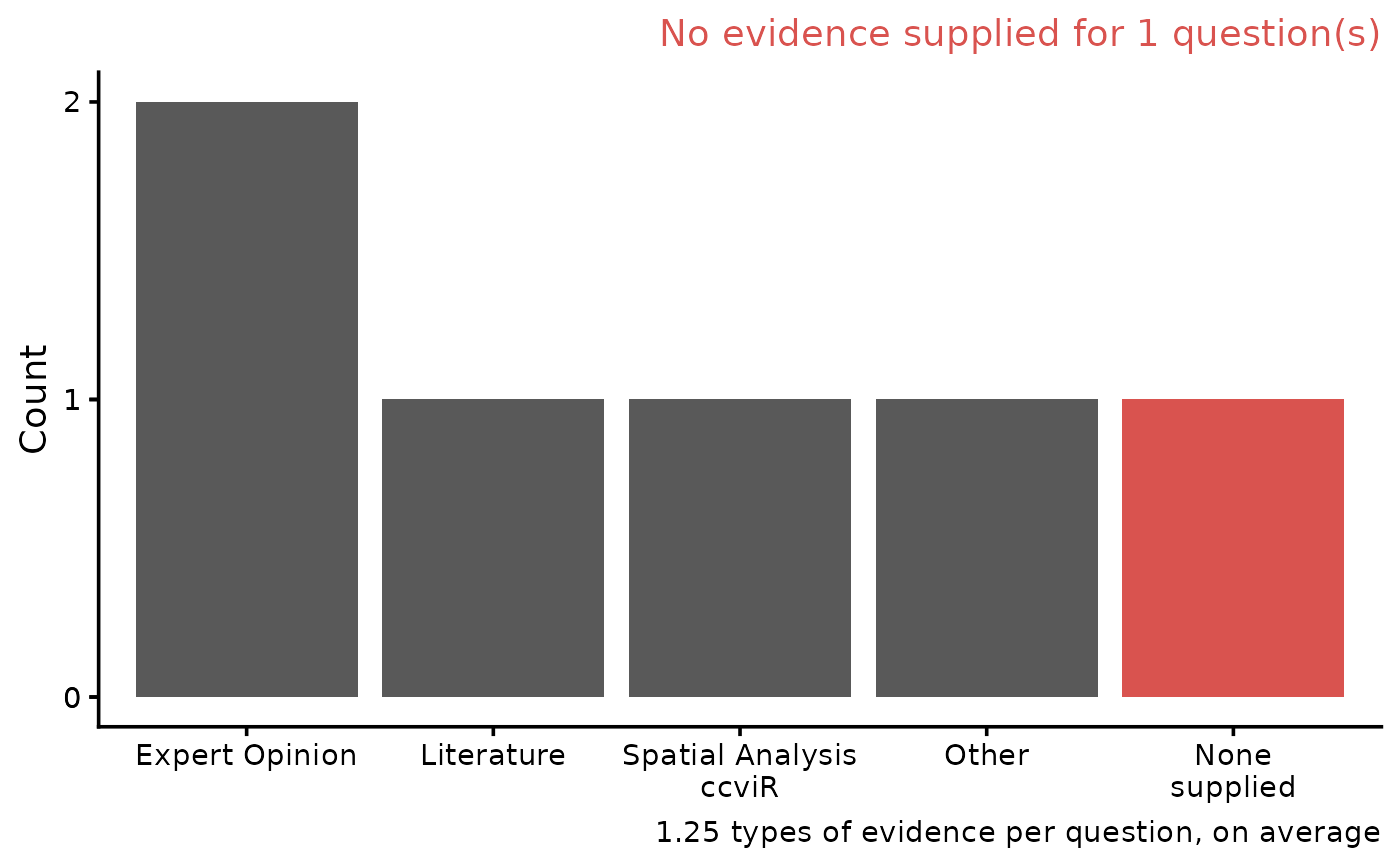 No evidence supplied for 1 question(s)
2
1
0
Count
Expert Opinion
Literature
Spatial Analysis
ccviR
Other
None
supplied
1.25 types of evidence per question, on average